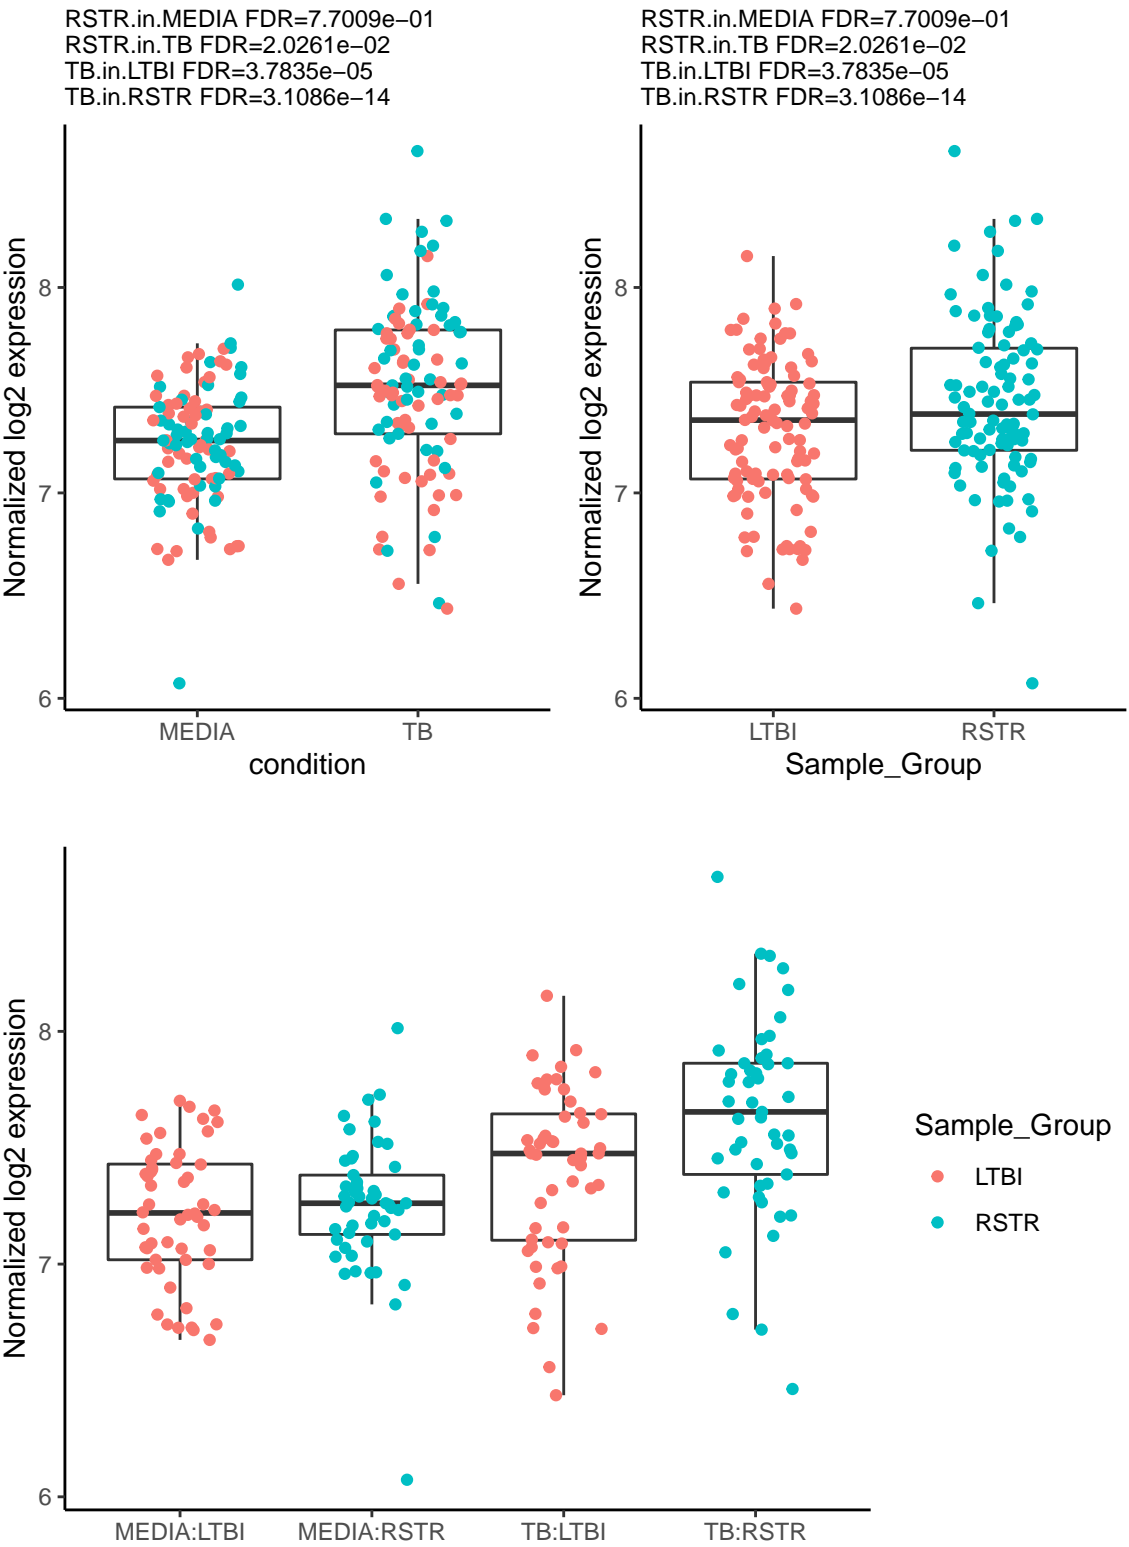 RSTR.in.MEDIA FDR=7.7009e−01
RSTR.in.TB FDR=2.0261e−02
TB.in.LTBI FDR=3.7835e−05
TB.in.RSTR FDR=3.1086e−14
Normalized log2 expression
8
7
6
MEDIA TB
condition
RSTR.in.MEDIA FDR=7.7009e−01
RSTR.in.TB FDR=2.0261e−02
TB.in.LTBI FDR=3.7835e−05
TB.in.RSTR FDR=3.1086e−14
Normalized log2 expression
8
7
6
LTBI RSTR
Sample_Group
Normalized log2 expression
8
7
6
MEDIA:LTBI MEDIA:RSTR TB:LTBI TB:RSTR
Sample_Group
LTBI
RSTR